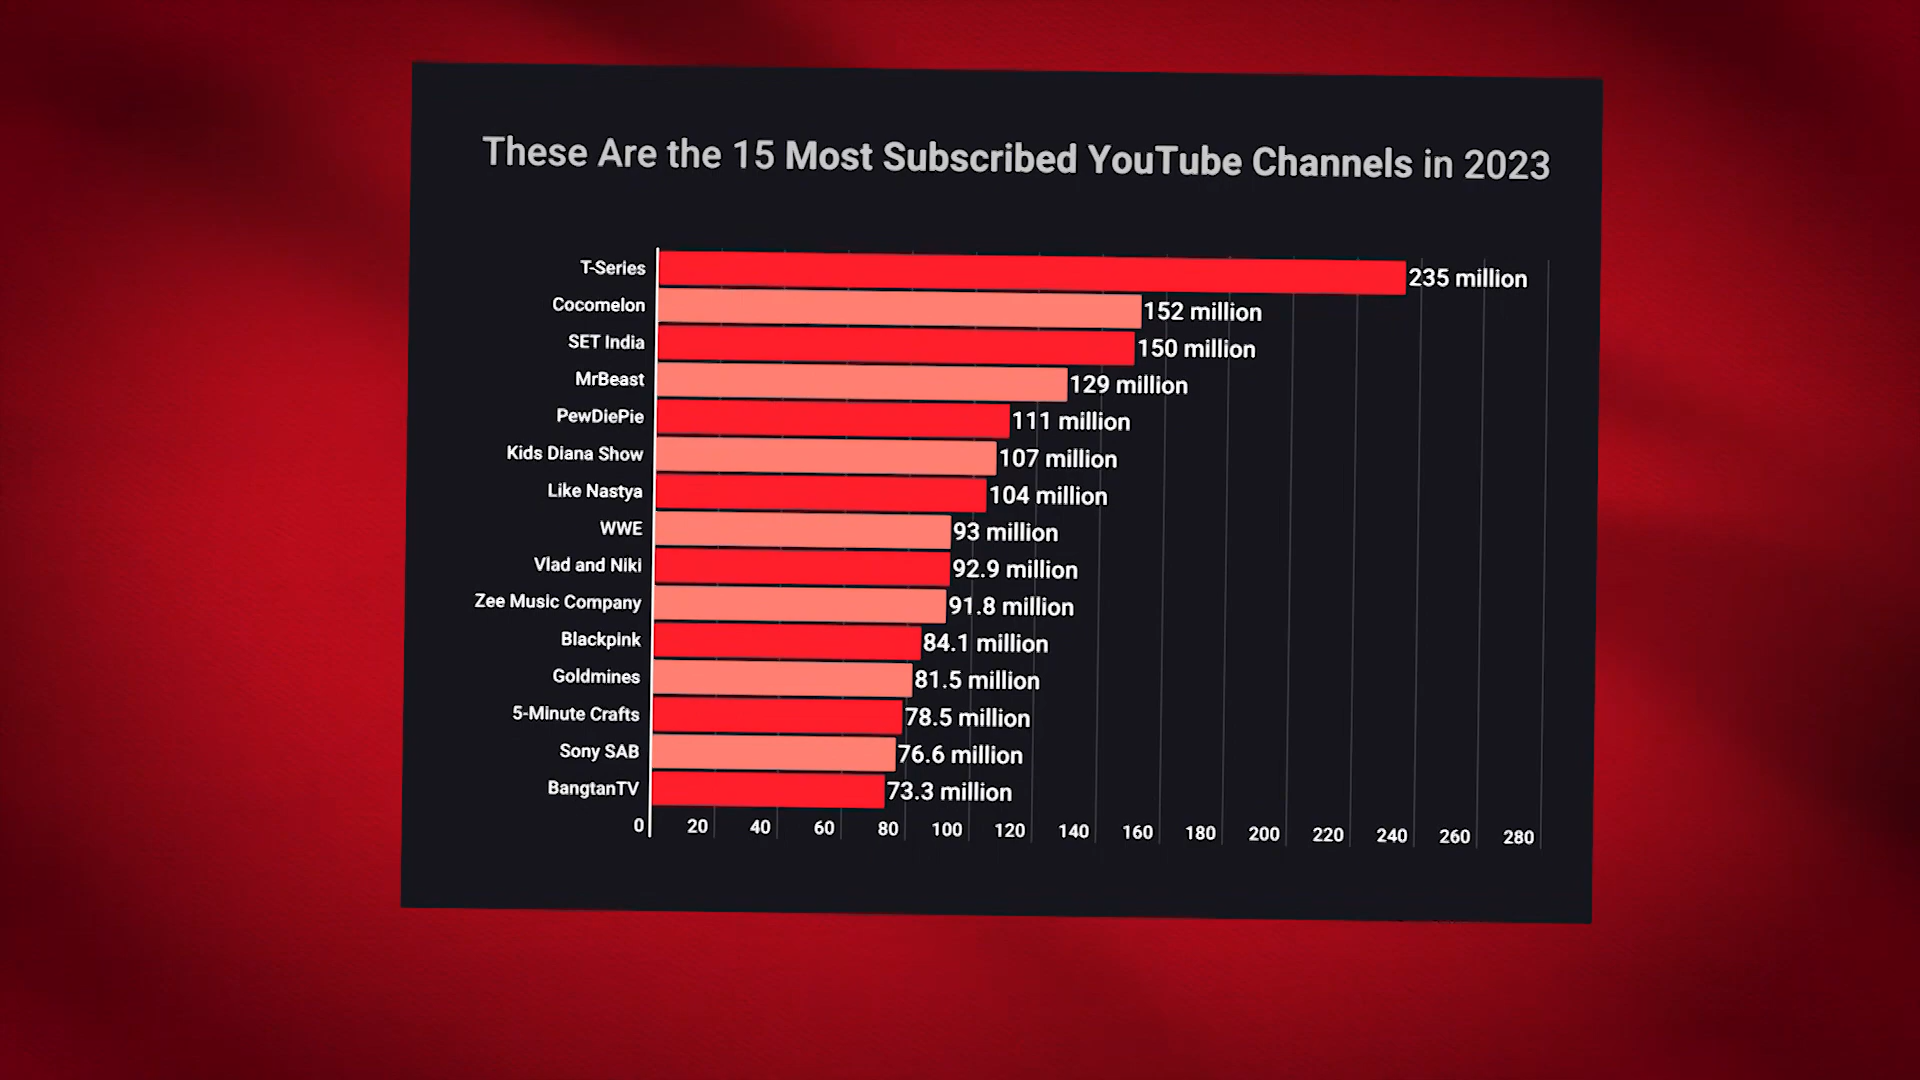 These Are the 15 Most Subscribed YouTube Channels in 2023
T-Series 235 million
Cocomelon 152 million
SET India 150 million
MrBeast 129 million
PewDiePie 111 million
Kids Diana Show 107 million
Like Nastya 104 million
WWE 93 million
Vlad and Niki 92.9 million
Zee Music Company 91.8 million
Blackpink 84.1 million
Goldmines 81.5 million
5-Minute Crafts 78.5 million
Sony SAB 76.6 million
BangtanTV 73.3 million
0 20 40 60 80 100 120 140 160 180 200 220 240 260 280